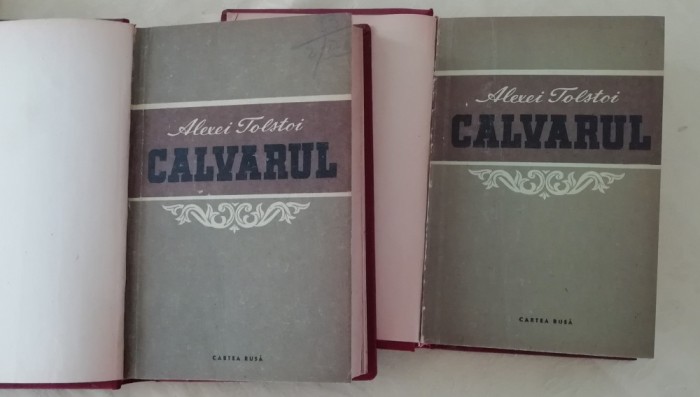 Alexei Tolstoi
CALVARUL
CARTEA RUSĂ
Alexei Tolstoi
CALVARUL
CARTEA RUSĂ